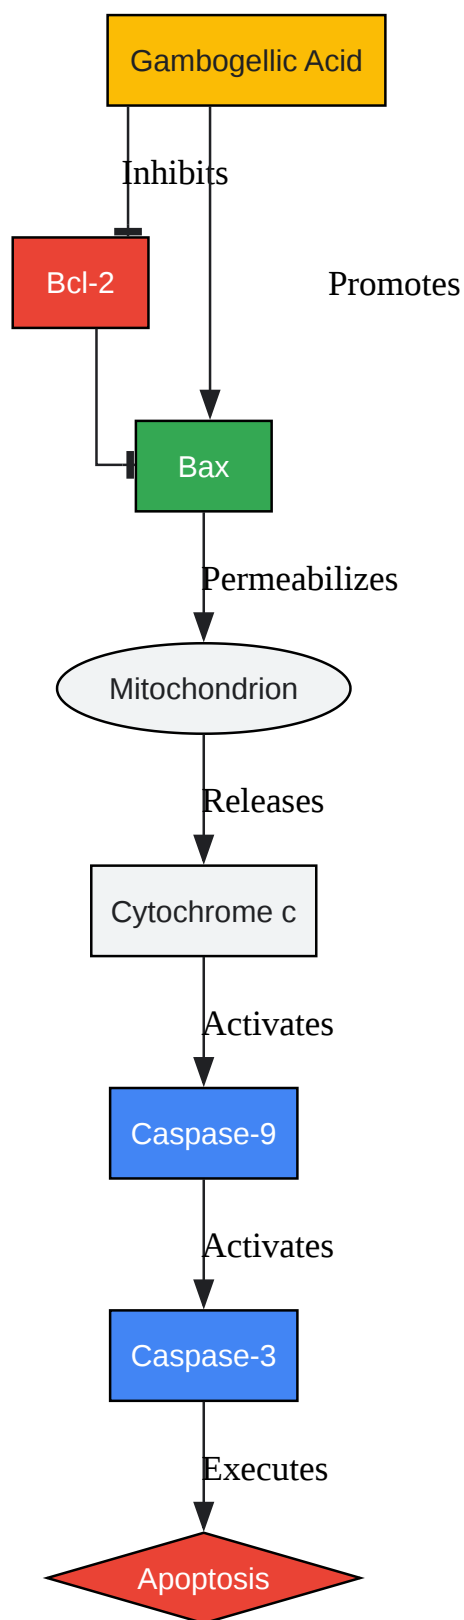 Gambogellic Acid
Inhibits
Bcl-2
Promotes
Bax
Permeabilizes
Mitochondrion
Releases
Cytochrome c
Activates
Caspase-9
Activates
Caspase-3
Executes
Apoptosis